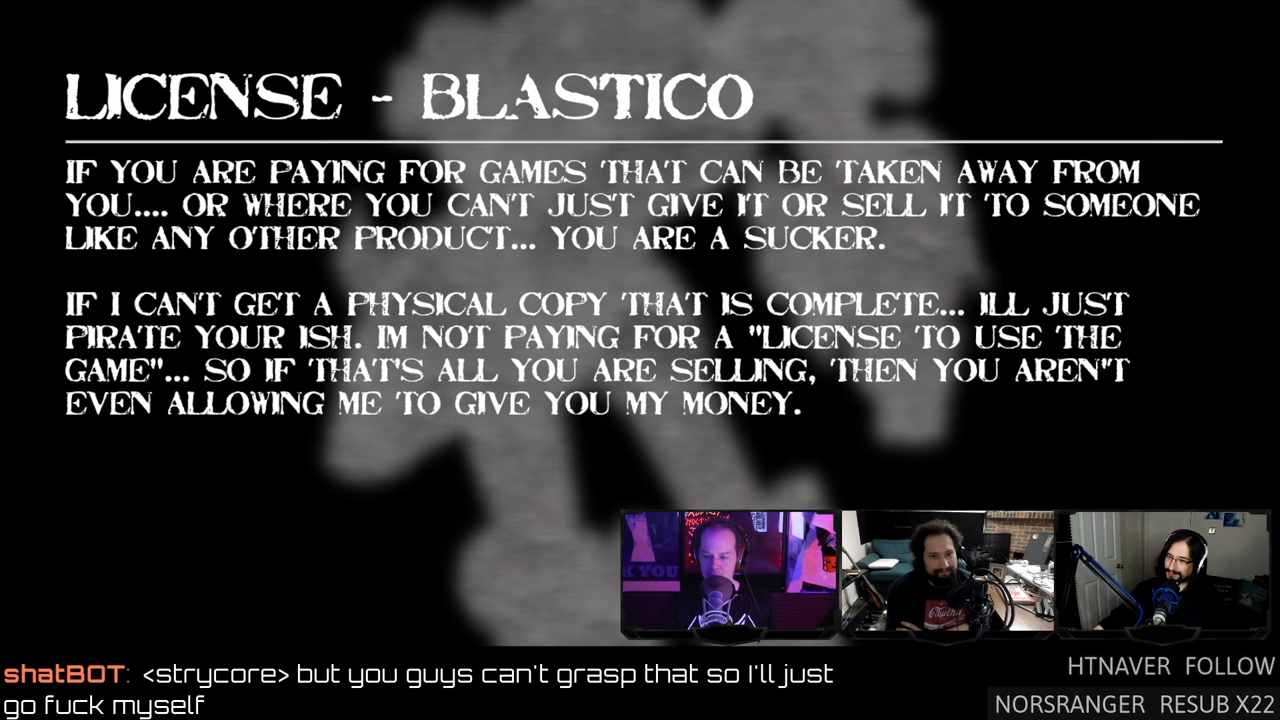 LICENSE - BLASTICO
IF YOU ARE PAYING FOR GAMES THAT CAN BE TAKEN AWAY FROM
YOU.... OR WHERE YOU CAN'T JUST GIVE IT OR SELL IT TO SOMEONE
LIKE ANY OTHER PRODUCT... YOU ARE A SUCKER.
IF I CAN'T GET A PHYSICAL COPY THAT IS COMPLETE... ILL JUST
PIRATE YOUR ISH. IM NOT PAYING FOR A "LICENSE TO USE THE
GAME"... SO IF THAT'S ALL YOU ARE SELLING, THEN YOU AREN"T
EVEN ALLOWING ME TO GIVE YOU MY MONEY.
K YOU
shatBOT: <strycore> but you guys can't grasp that so I'll just
go fuck myself
HTNAVER FOLLOW
NORSRANGER RESUB X22